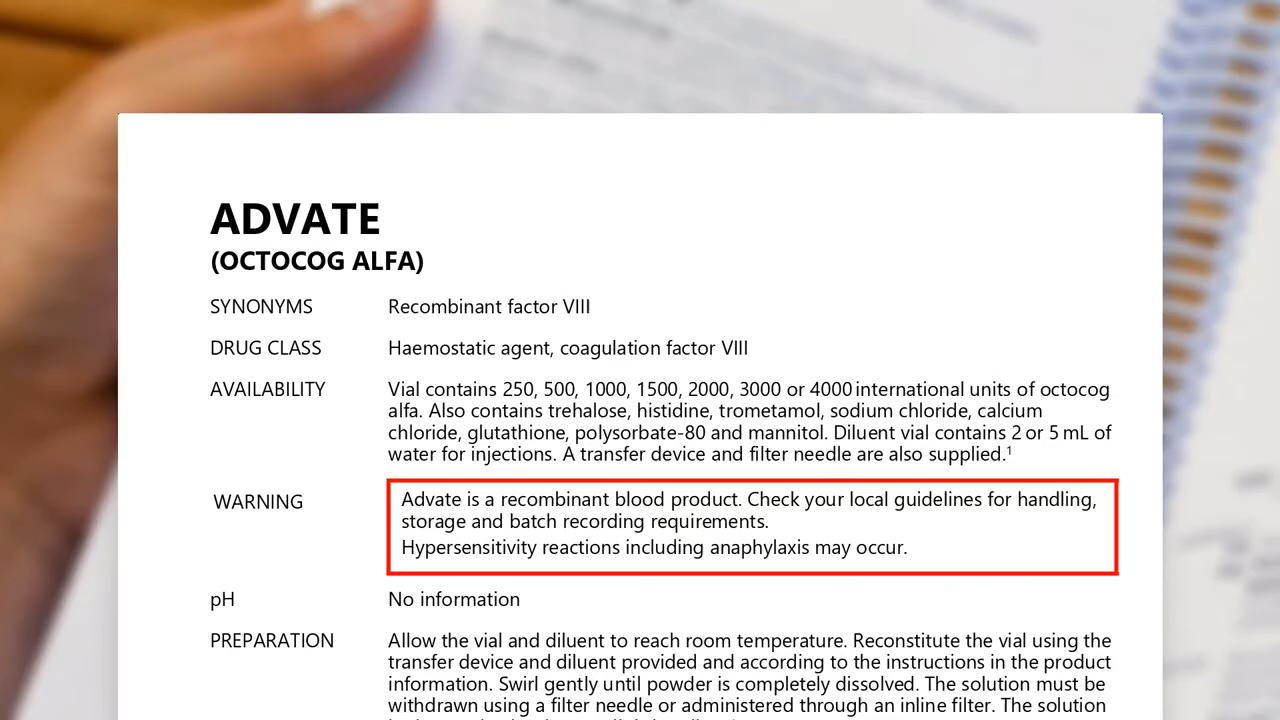 ADVATE
(OCTOCOG ALFA)
SYNONYMS Recombinant factor VIII
DRUG CLASS Haemostatic agent, coagulation factor VIII
AVAILABILITY Vial contains 250, 500, 1000, 1500, 2000, 3000 or 4000 international units of octocog
alfa. Also contains trehalose, histidine, trometamol, sodium chloride, calcium
chloride, glutathione, polysorbate-80 and mannitol. Diluent vial contains 2 or 5 mL of
water for injections. A transfer device and filter needle are also supplied.¹
WARNING Advate is a recombinant blood product. Check your local guidelines for handling,
storage and batch recording requirements.
Hypersensitivity reactions including anaphylaxis may occur.
pH No information
PREPARATION Allow the vial and diluent to reach room temperature. Reconstitute the vial using the
transfer device and diluent provided and according to the instructions in the product
information. Swirl gently until powder is completely dissolved. The solution must be
withdrawn using a filter needle or administered through an inline filter. The solution